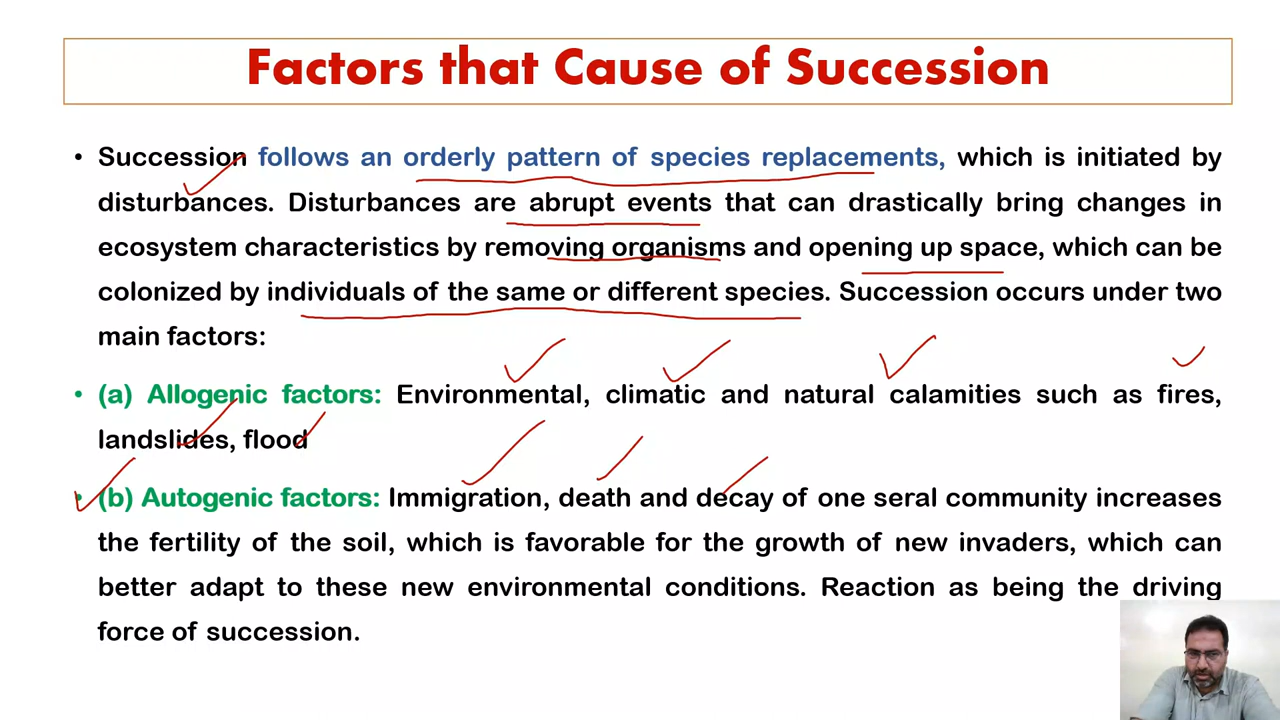 Factors that Cause of Succession
• Succession follows an orderly pattern of species replacements, which is initiated by
disturbances. Disturbances are abrupt events that can drastically bring changes in
ecosystem characteristics by removing organisms and opening up space, which can be
colonized by individuals of the same or different species. Succession occurs under two
main factors:
• (a) Allogenic factors: Environmental, climatic and natural calamities such as fires,
landslides, flood
• (b) Autogenic factors: Immigration, death and decay of one seral community increases
the fertility of the soil, which is favorable for the growth of new invaders, which can
better adapt to these new environmental conditions. Reaction as being the driving
force of succession.